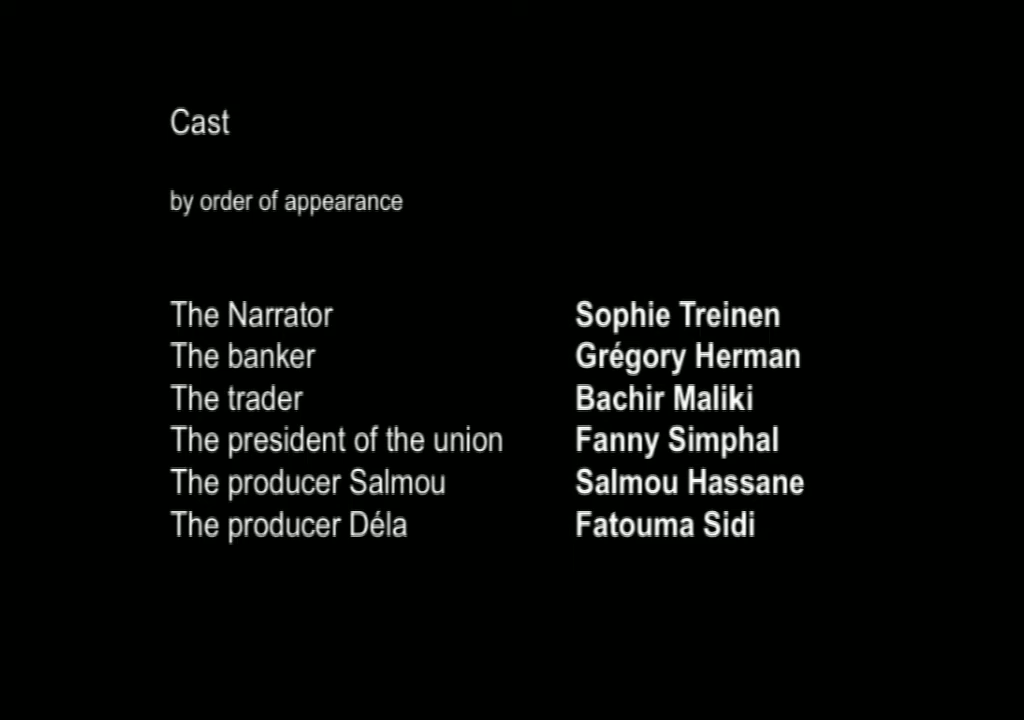 Cast
by order of appearance
The Narrator Sophie Treinen
The banker Grégory Herman
The trader Bachir Maliki
The president of the union Fanny Simphal
The producer Salmou Salmou Hassane
The producer Déla Fatouma Sidi